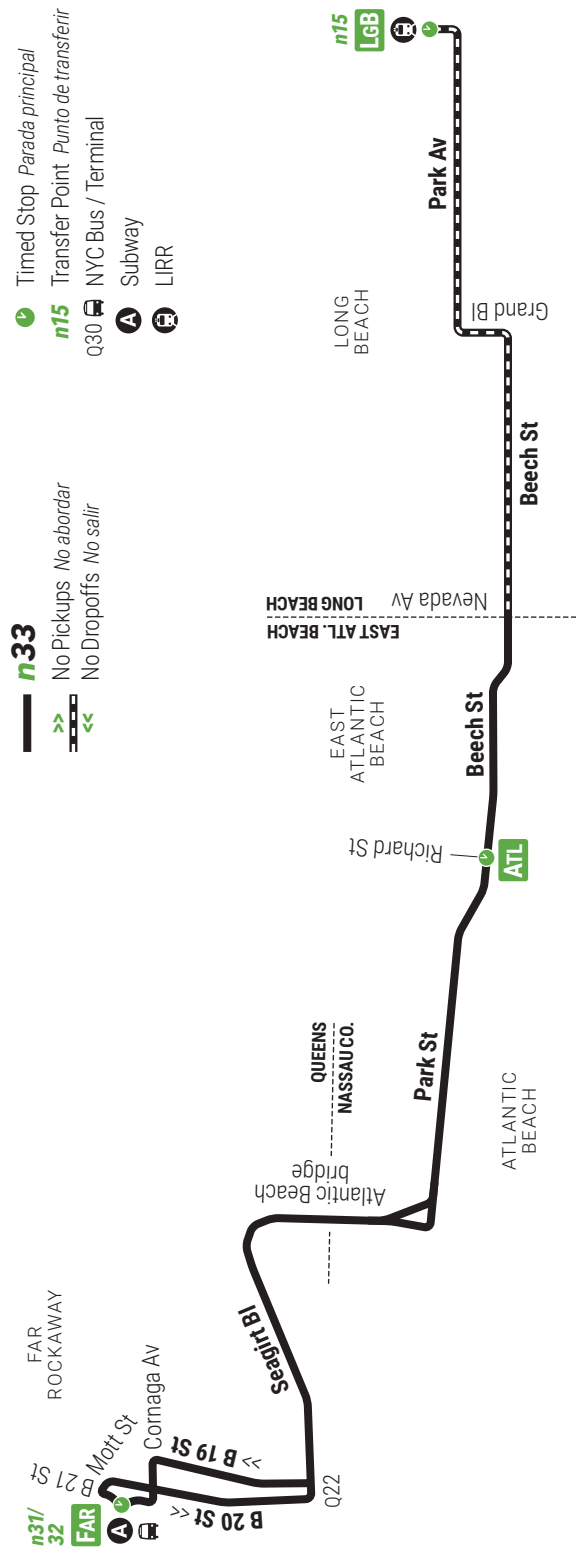 n33
>> No Pickups No abordar
<< No Dropoffs No salir
Timed Stop Parada principal
n15 Transfer Point Punto de transferir
Q30 NYC Bus / Terminal
A Subway
LIRR
n31/
32
FAR
A
B 21 St
Mott St
Cornaga Av
FAR
ROCKAWAY
B 20 St <<
B 19 St >>
Q22
Seagirt Bl
Atlantic Beach
bridge
QUEENS
NASSAU CO.
Park St
ATLANTIC
BEACH
Richard St
ATL
EAST
ATLANTIC
BEACH
Beech St
EAST ATL. BEACH
LONG BEACH
Nevada Av
Beech St
LONG
BEACH
Grand Bl
Park Av
n15
LGB